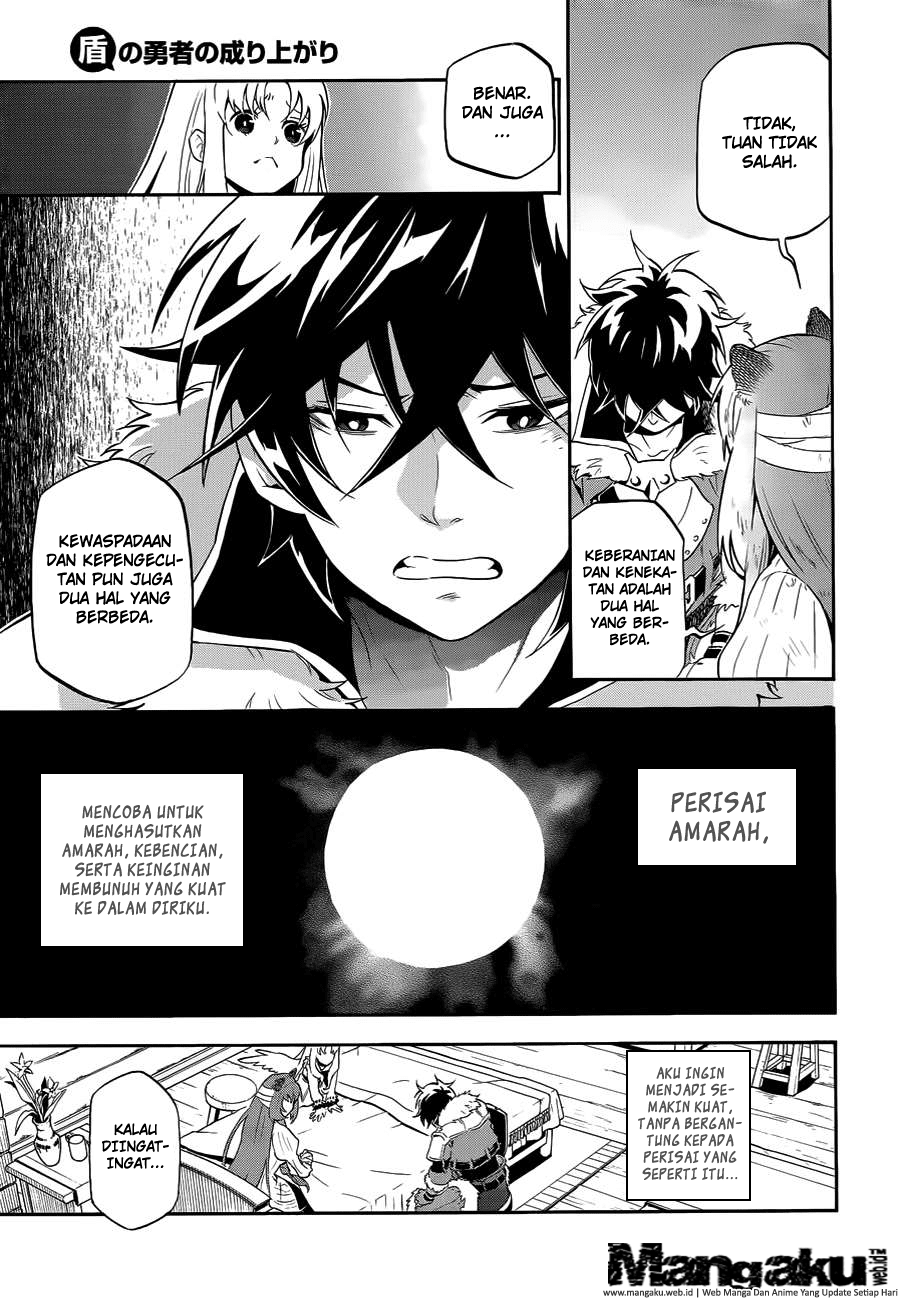 盾の勇者の成り上がり
TIDAK,
TUAN TIDAK
SALAH.
KEBERANIAN
DAN KENEKA-
TAN ADALAH
DUA HAL
YANG BER-
BEDA.
BENAR.
DAN JUGA
...
KEWASPADAAN
DAN KEPENGECU-
TAN PUN JUGA
DUA HAL YANG
BERBEDA.
PERISAI
AMARAH,
MENCOBA UNTUK
MENGHASUTKAN
AMARAH, KEBENCIAN,
SERTA KEINGINAN
MEMBUNUH YANG KUAT
KE DALAM DIRIKU.
AKU INGIN
MENJADI SE-
MAKIN KUAT,
TANPA BERGAN-
TUNG KEPADA
PERISAI YANG
SEPERTI ITU...
KALAU
DIINGAT-
INGAT...
Mangaku web.id™
www.mangaku.web.id | Web Manga Dan Anime Yang Update Setiap Hari